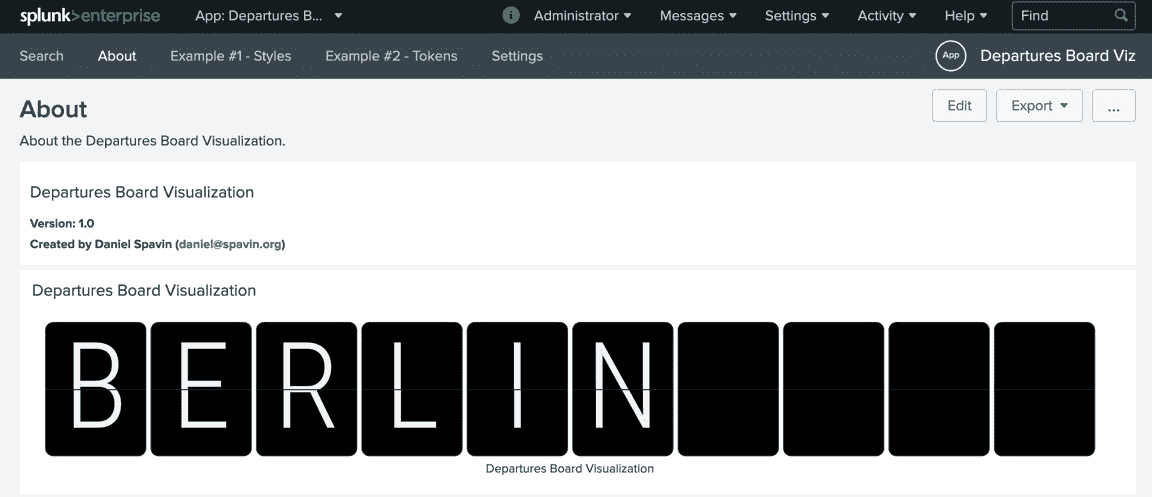 splunk>enterprise App: Departures B... i Administrator Messages Settings Activity Help Find
Search About Example #1 - Styles Example #2 - Tokens Settings App Departures Board Viz
About Edit Export ...
About the Departures Board Visualization.
Departures Board Visualization
Version: 1.0
Created by Daniel Spavin (daniel@spavin.org)
Departures Board Visualization
BERLIN
Departures Board Visualization